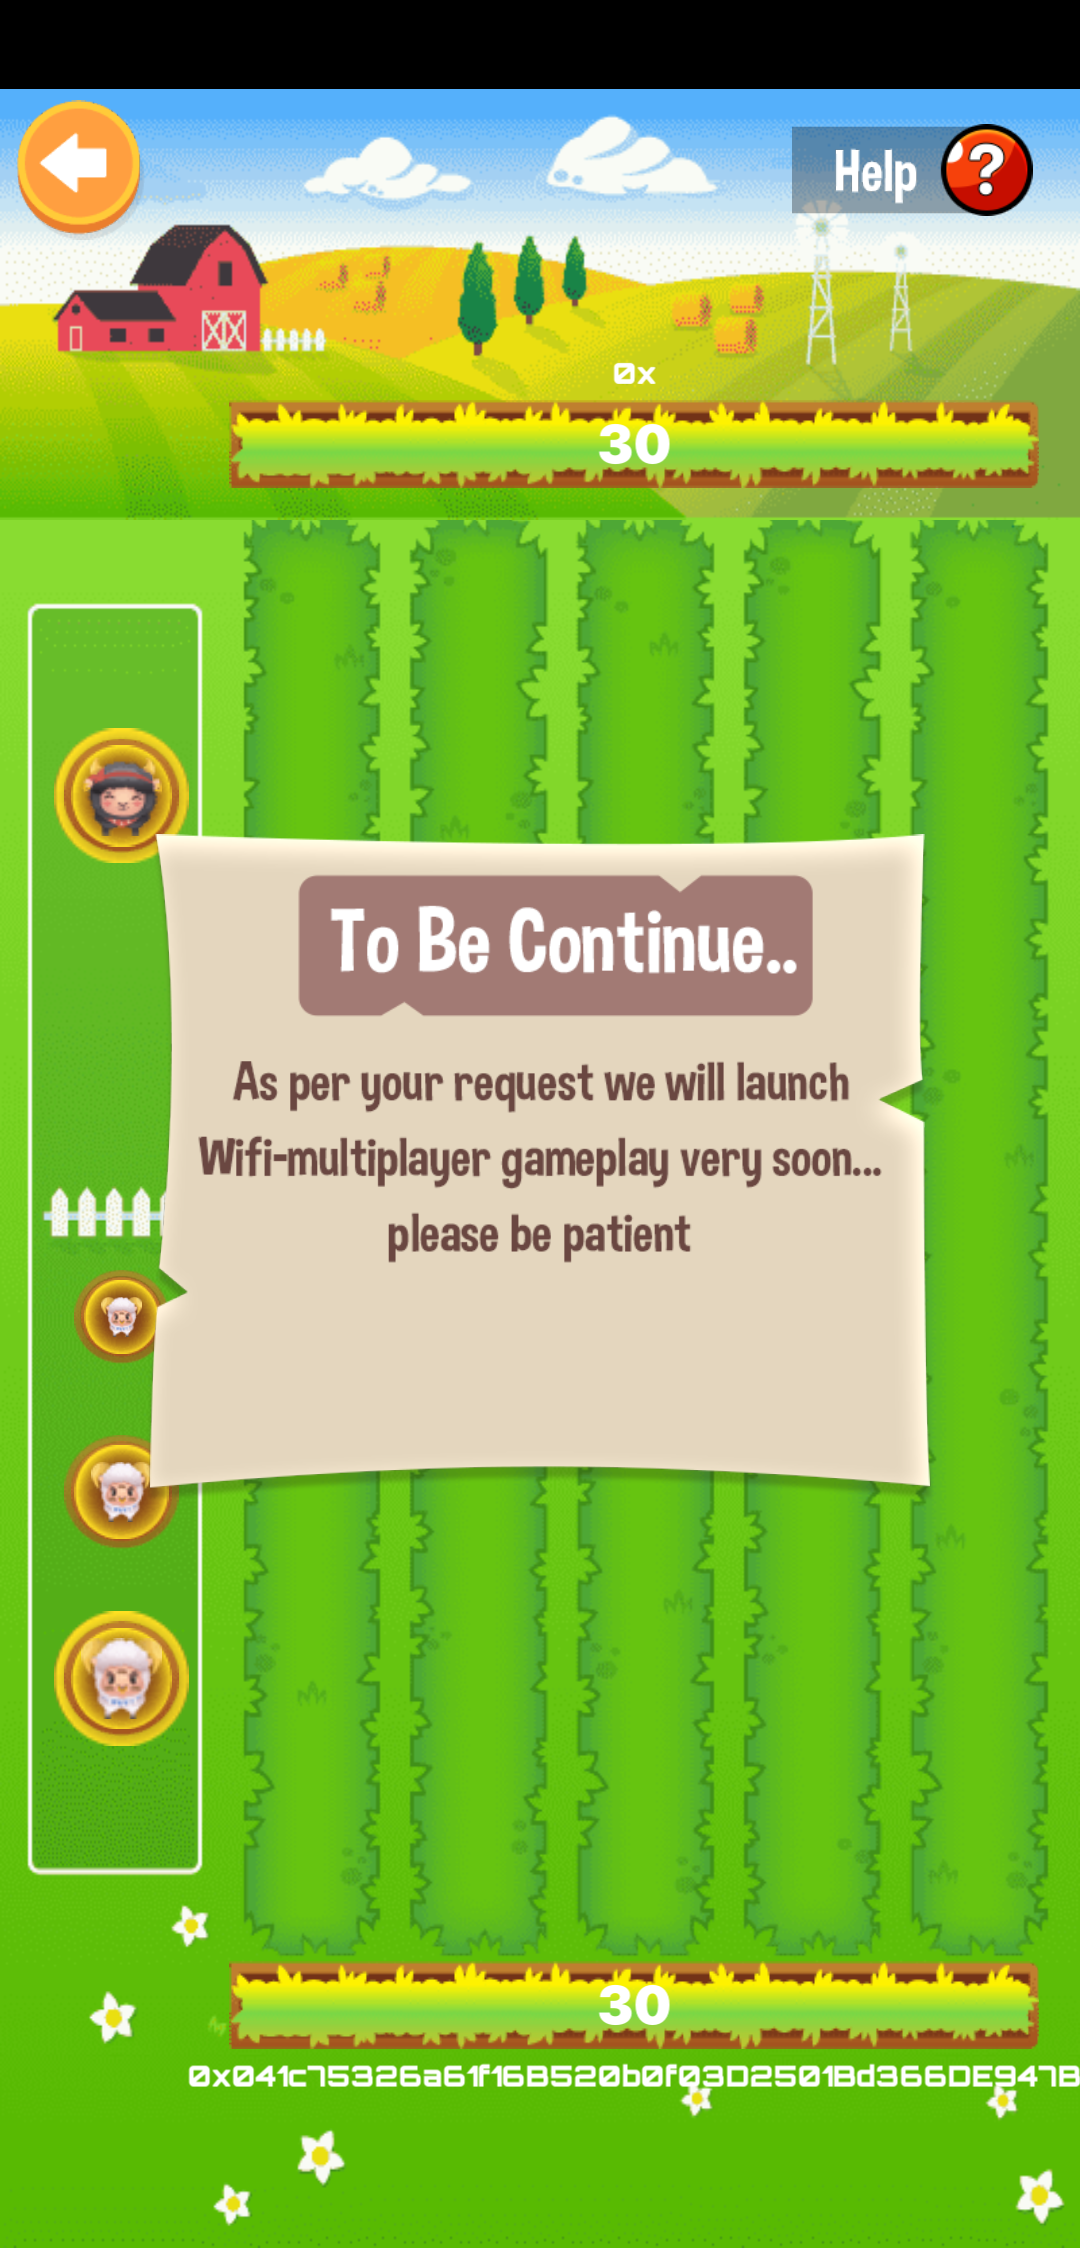 Help ?
0x
30
To Be Continue..
As per your request we will launch
Wifi-multiplayer gameplay very soon...
please be patient
30
0x041c75326a61f16B520b0f03D2501Bd366DE947B